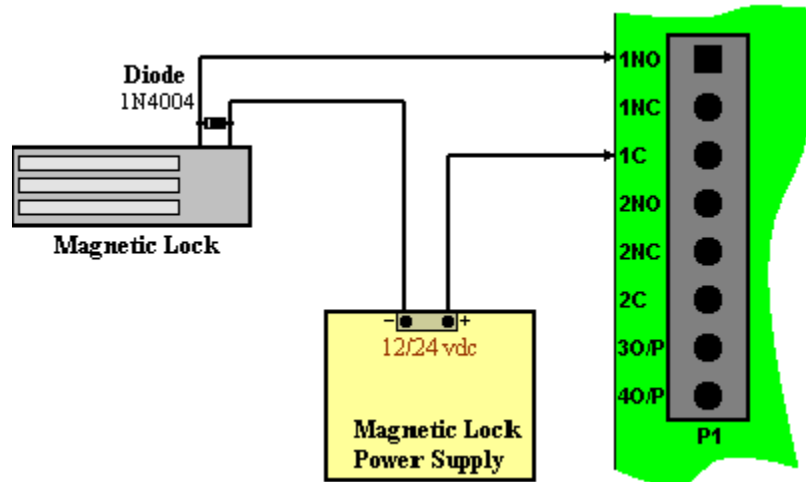 Diode
1N4004
Magnetic Lock
− +
12/24 vdc
Magnetic Lock
Power Supply
1NO
1NC
1C
2NO
2NC
2C
3O/P
4O/P
P1